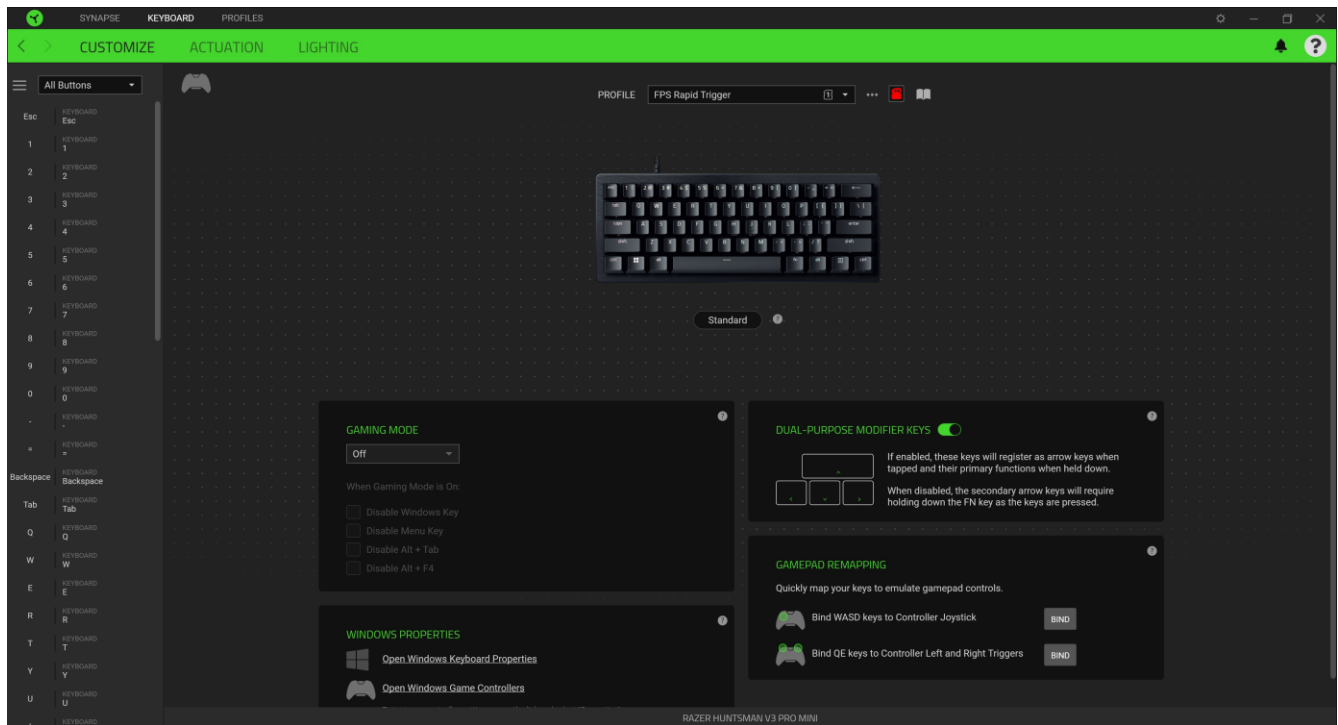 SYNAPSE KEYBOARD PROFILES
CUSTOMIZE ACTUATION LIGHTING
All Buttons
PROFILE FPS Rapid Trigger 1
Esc KEYBOARD Esc
1 KEYBOARD 1
2 KEYBOARD 2
3 KEYBOARD 3
4 KEYBOARD 4
5 KEYBOARD 5
6 KEYBOARD 6
7 KEYBOARD 7
8 KEYBOARD 8
9 KEYBOARD 9
0 KEYBOARD 0
- KEYBOARD -
= KEYBOARD =
Backspace KEYBOARD Backspace
Tab KEYBOARD Tab
Q KEYBOARD Q
W KEYBOARD W
E KEYBOARD E
R KEYBOARD R
T KEYBOARD T
Y KEYBOARD Y
U KEYBOARD U
KEYBOARD
Standard
GAMING MODE
Off
When Gaming Mode is On:
Disable Windows Key
Disable Menu Key
Disable Alt + Tab
Disable Alt + F4
WINDOWS PROPERTIES
Open Windows Keyboard Properties
Open Windows Game Controllers
DUAL-PURPOSE MODIFIER KEYS
If enabled, these keys will register as arrow keys when
tapped and their primary functions when held down.
When disabled, the secondary arrow keys will require
holding down the FN key as the keys are pressed.
GAMEPAD REMAPPING
Quickly map your keys to emulate gamepad controls.
Bind WASD keys to Controller Joystick BIND
Bind QE keys to Controller Left and Right Triggers BIND
RAZER HUNTSMAN V3 PRO MINI